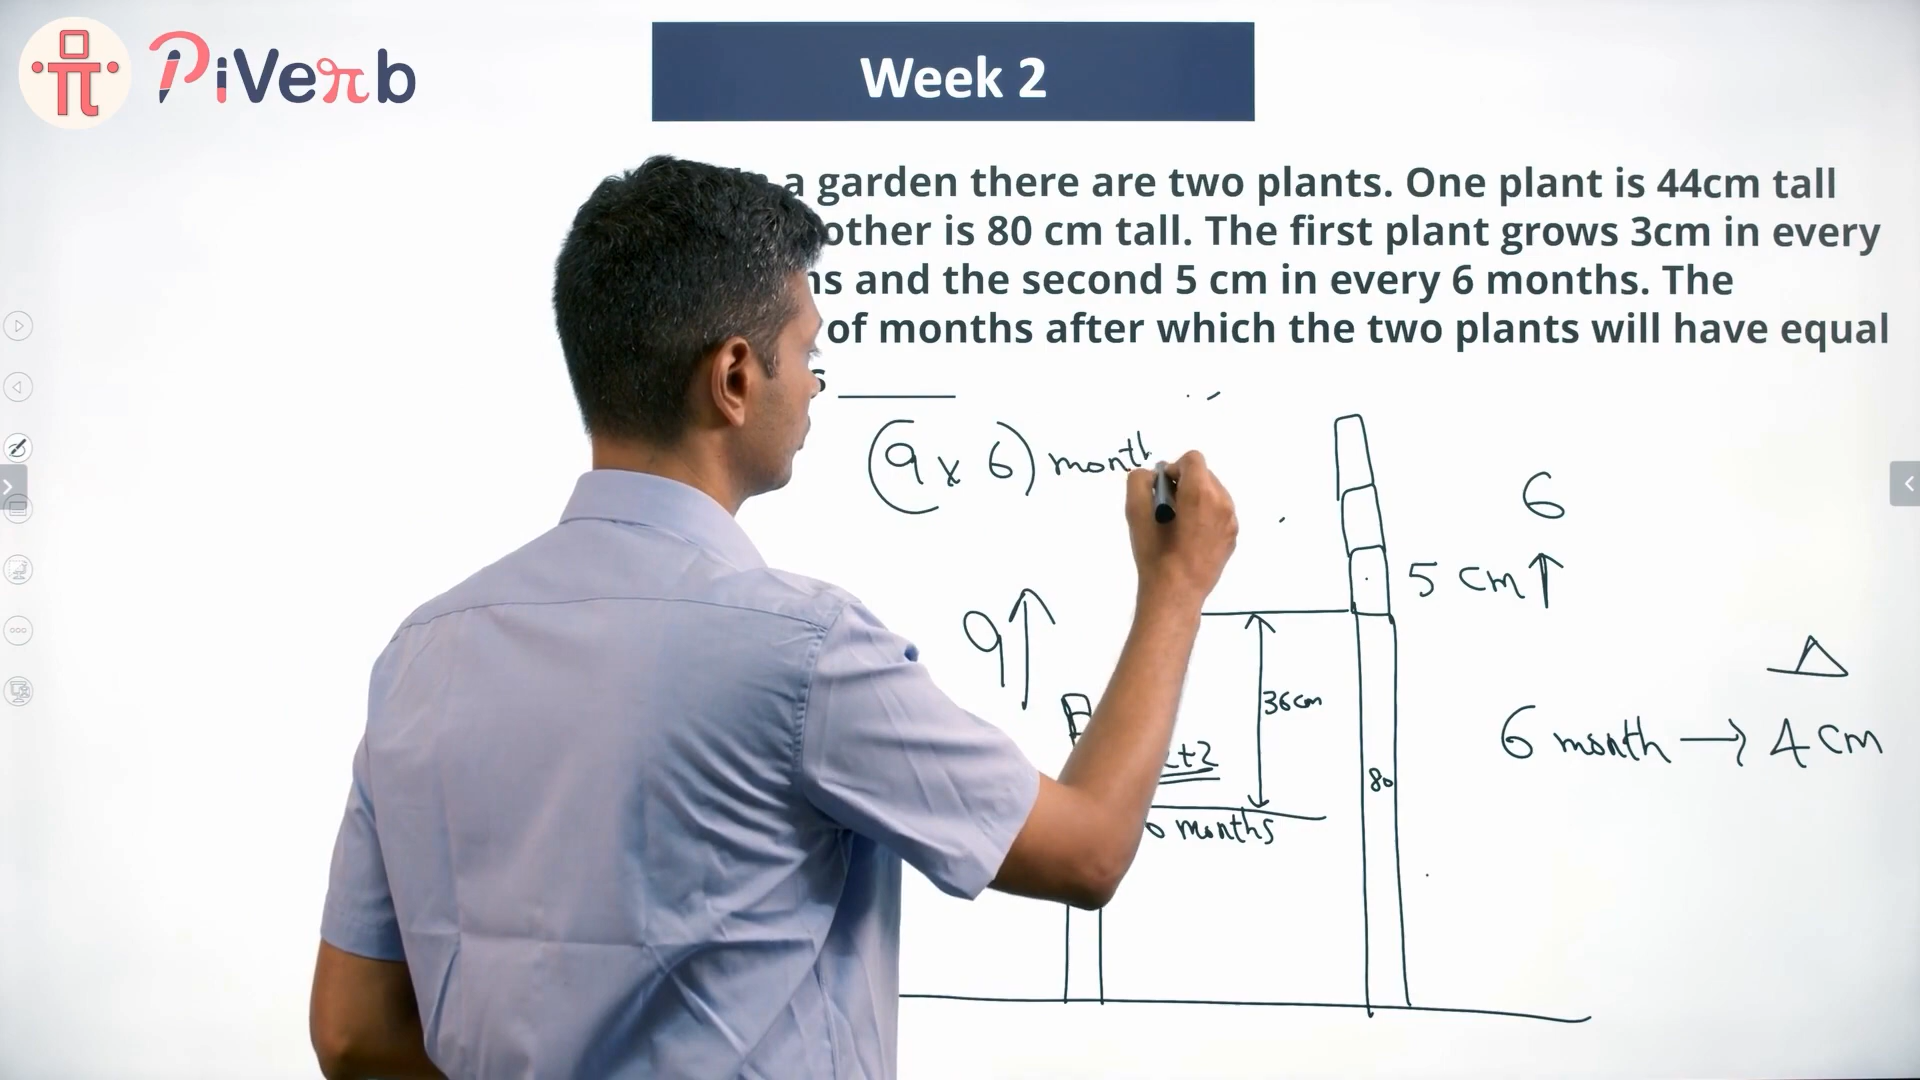 PiVerb
Week 2
a garden there are two plants. One plant is 44cm tall
other is 80 cm tall. The first plant grows 3cm in every
and the second 5 cm in every 6 months. The
of months after which the two plants will have equal
(9 x 6) month
6
5 cm ↑
9 ↑
36cm
Δ
+2
6 month → 4 cm
80
months